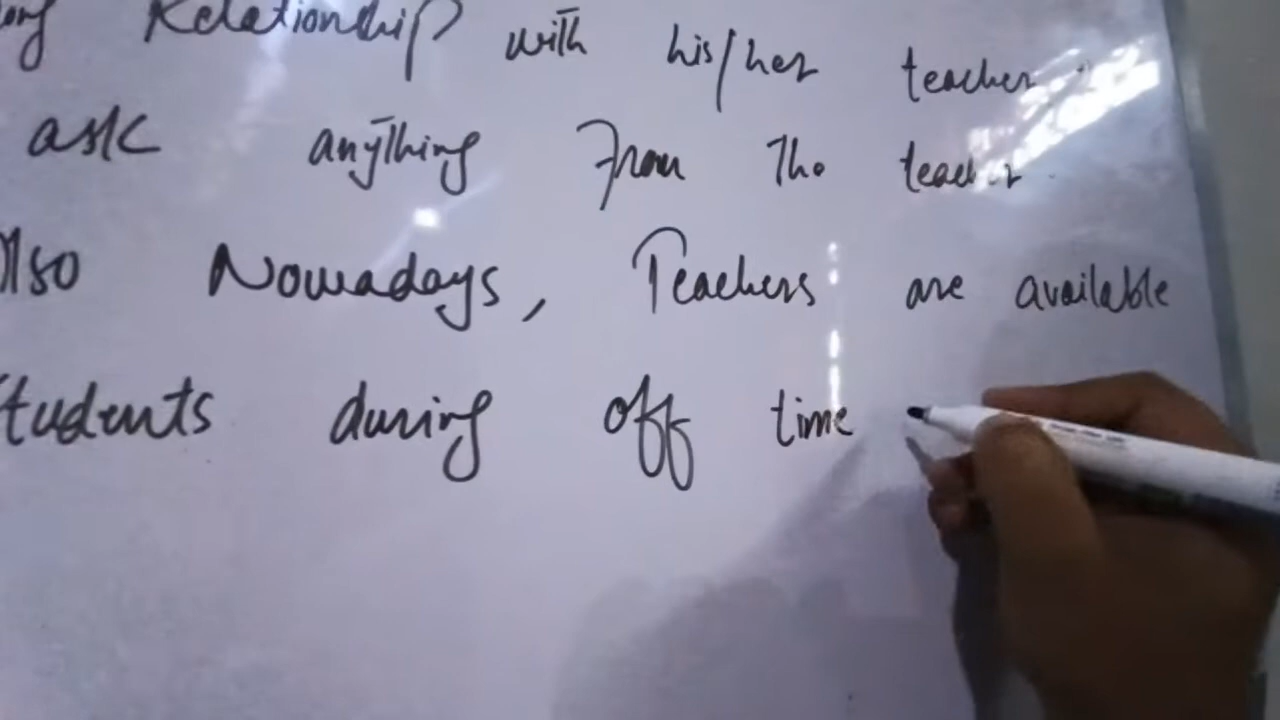 Relationship with his/her teacher
ask anything From The teacher.
Also Nowadays, Teachers are available
Students during off time